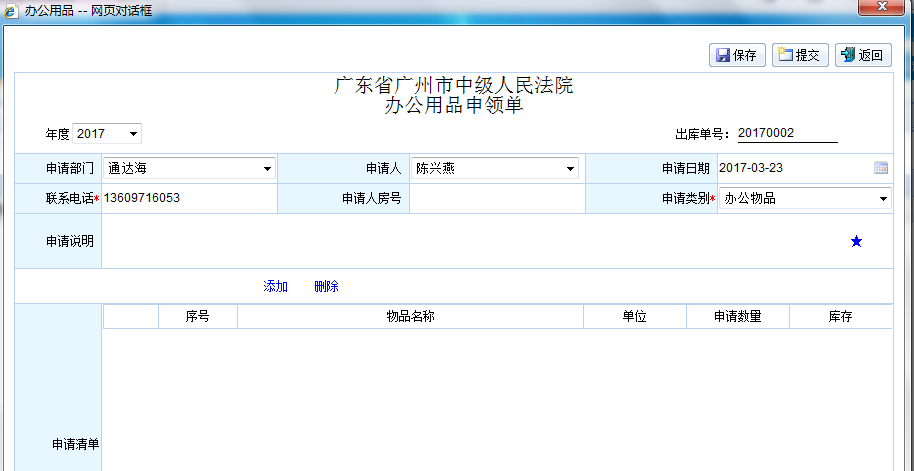 办公用品 -- 网页对话框
保存 提交 返回
广东省广州市中级人民法院
办公用品申领单
年度 2017 出库单号： 20170002
申请部门 通达海 申请人 陈兴燕 申请日期 2017-03-23
联系电话* 13609716053 申请人房号 申请类别* 办公物品
申请说明
添加 删除
序号 物品名称 单位 申请数量 库存
申请清单